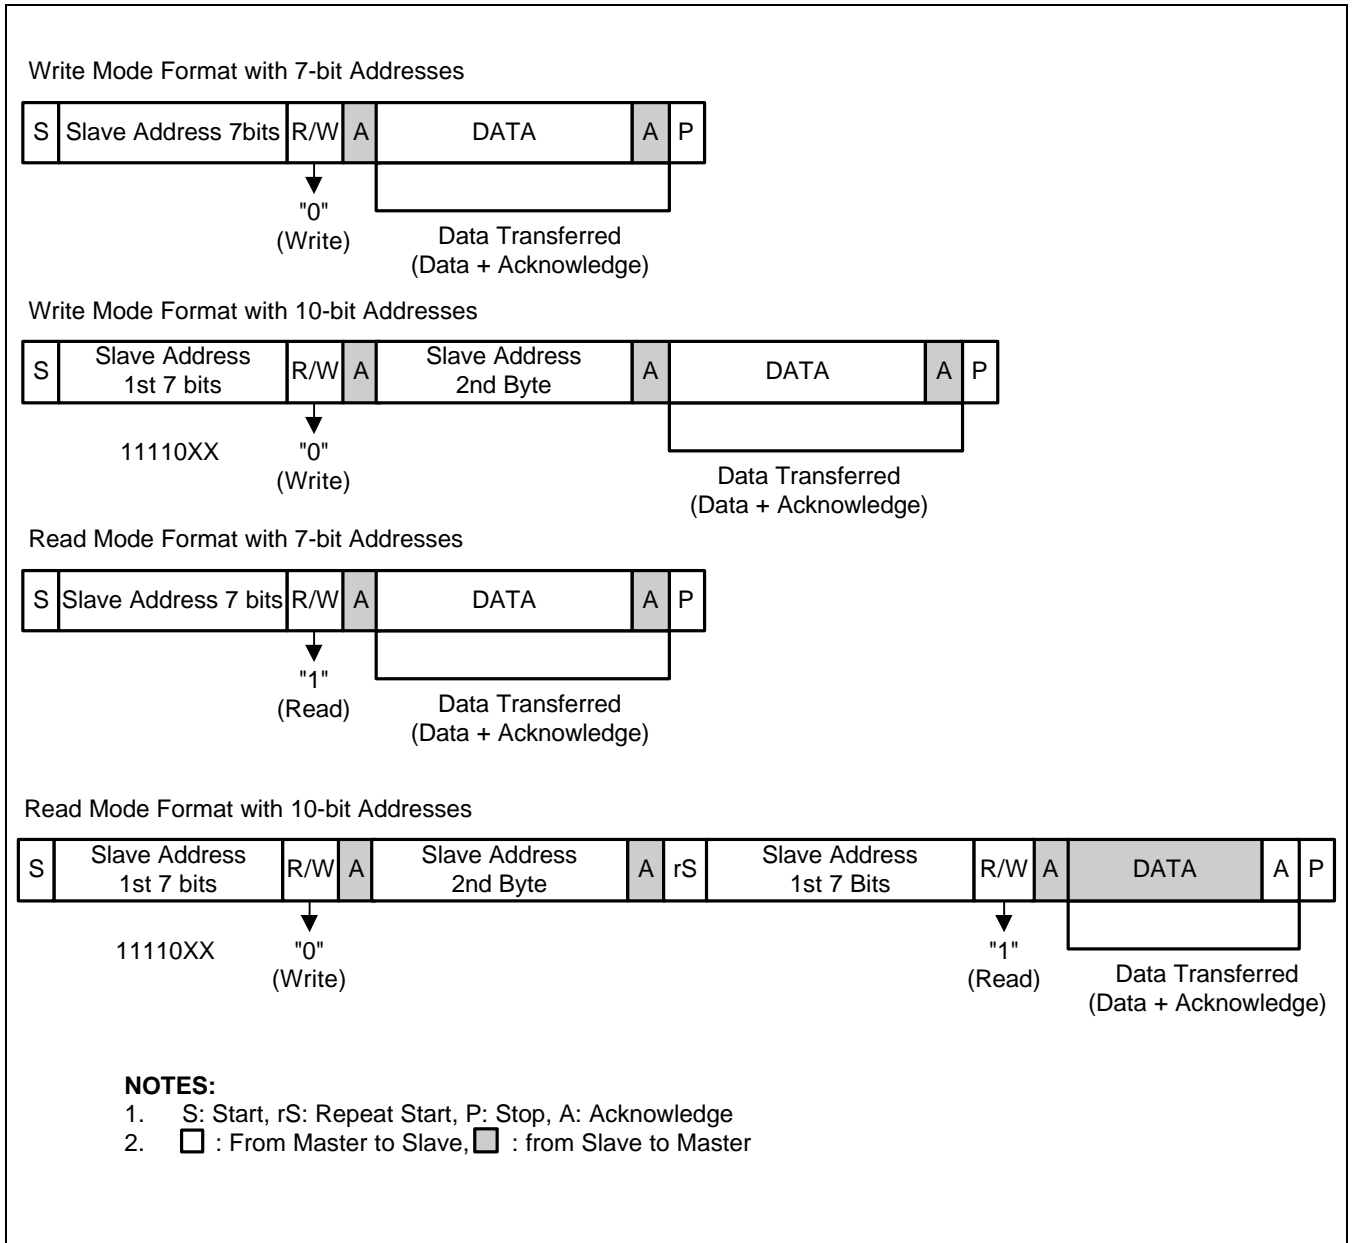 Write Mode Format with 7-bit Addresses
S Slave Address 7bits R/W A DATA A P
"0"
(Write)
Data Transferred
(Data + Acknowledge)
Write Mode Format with 10-bit Addresses
S Slave Address 1st 7 bits R/W A Slave Address 2nd Byte A DATA A P
11110XX "0"
(Write)
Data Transferred
(Data + Acknowledge)
Read Mode Format with 7-bit Addresses
S Slave Address 7 bits R/W A DATA A P
"1"
(Read)
Data Transferred
(Data + Acknowledge)
Read Mode Format with 10-bit Addresses
S Slave Address 1st 7 bits R/W A Slave Address 2nd Byte A rS Slave Address 1st 7 Bits R/W A DATA A P
11110XX "0" "1"
(Write) (Read)
Data Transferred
(Data + Acknowledge)
NOTES:
1. S: Start, rS: Repeat Start, P: Stop, A: Acknowledge
2. : From Master to Slave, : from Slave to Master